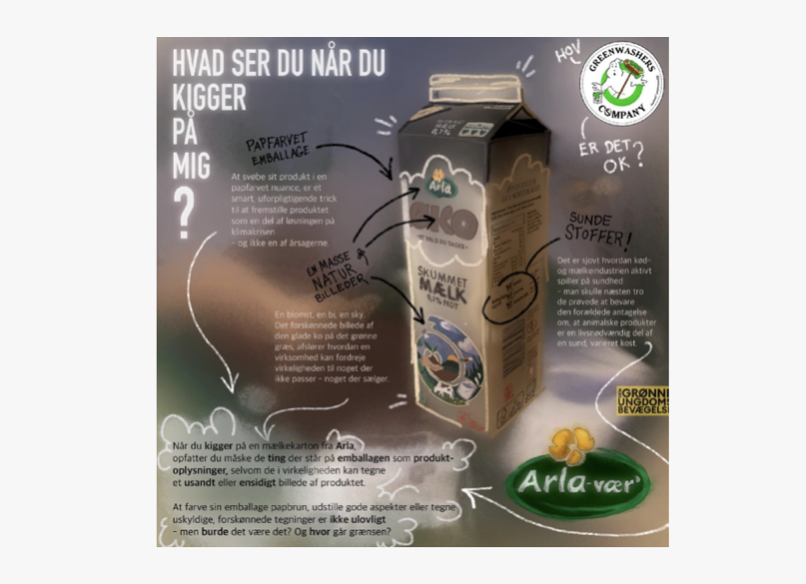 HVAD SER DU NÅR DU
KIGGER
PÅ
MIG
?
HOV
GREENWASHERS
COMPANY
ER DET
OK?
PAPFARVET
EMBALLAGE
At svøbe sit produkt i en
papfarvet nuance, er et
smart, uforpligtigende trick
til at fremstille produktet
som en del af løsningen på
klimakrisen
- og ikke en af årsagerne.
Arla
ØKO
SKUMMET
MÆLK
0,1% FEDT
EN MASSE
NATUR
BILLEDER
En blomst, en bi, en sky.
Det forskønnede billede af
den glade ko på det grønne
græs, afslører hvordan en
virksomhed kan fordreje
virkeligheden til noget der
ikke passer - noget der sælger.
SUNDE
STOFFER!
Det er sjovt hvordan kød-
og mælkeindustrien aktivt
spiller på sundhed
- man skulle næsten tro
de prøvede at bevare
den forældede antagelse
om, at animalske produkter
er en livsnødvændig del af
en sund, varieret kost.
GRØNNE
UNGDOMS
BEVÆGELSE
Når du kigger på en mælkekarton fra Arla,
opfatter du måske de ting der står på emballagen som produkt-
oplysninger, selvom de i virkeligheden kan tegne
et usandt eller ensidigt billede af produktet.
At farve sin emballage papbrun, udstille gode aspekter eller tegne
uskyldige, forskønnede tegninger er ikke ulovligt
- men burde det være det? Og hvor går grænsen?
Arla-vær